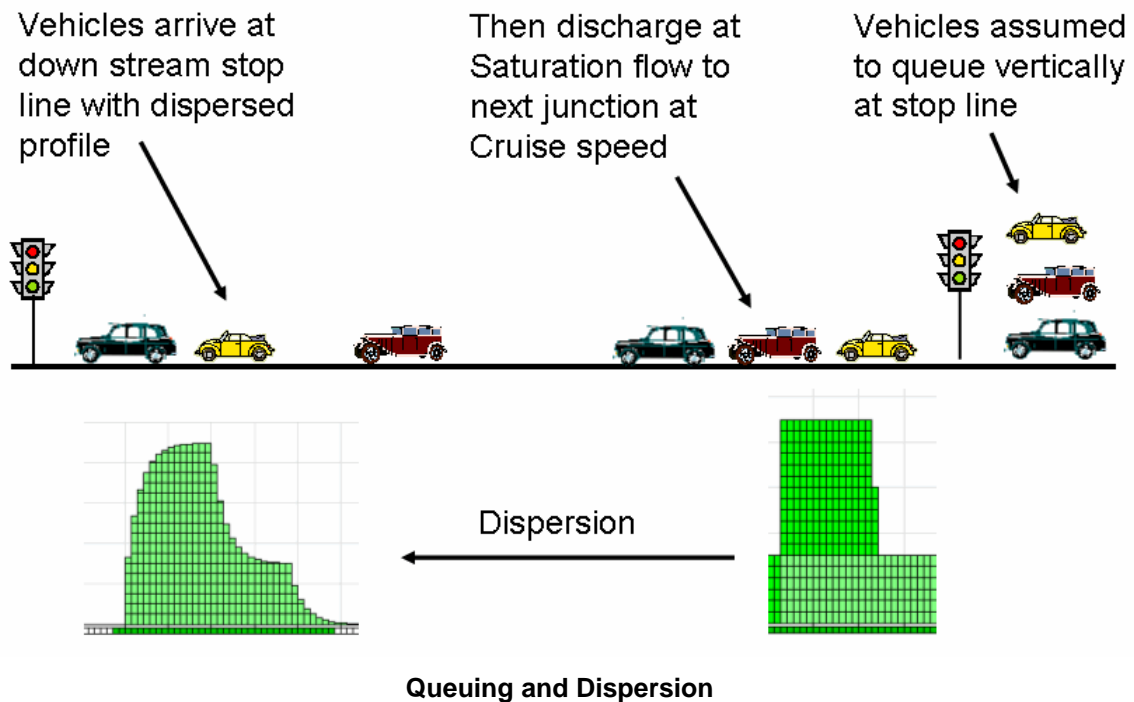 Vehicles arrive at
down stream stop
line with dispersed
profile
Then discharge at
Saturation flow to
next junction at
Cruise speed
Vehicles assumed
to queue vertically
at stop line
Dispersion
Queuing and Dispersion